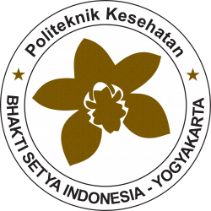 Politeknik Kesehatan
BHAKTI SETYA INDONESIA - YOGYAKARTA